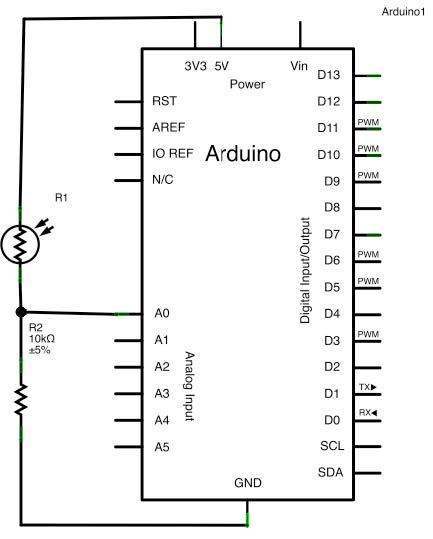 Arduino1
3V3 5V Vin
Power
D13
RST
D12
AREF
D11 PWM
IO REF
Arduino
D10 PWM
N/C
D9 PWM
R1
D8
D7
Digital Input/Output
D6 PWM
D5 PWM
A0
D4
R2
10kΩ
±5%
A1
D3 PWM
A2
D2
Analog Input
A3
D1 TX▶
A4
D0 RX◀
A5
SCL
SDA
GND